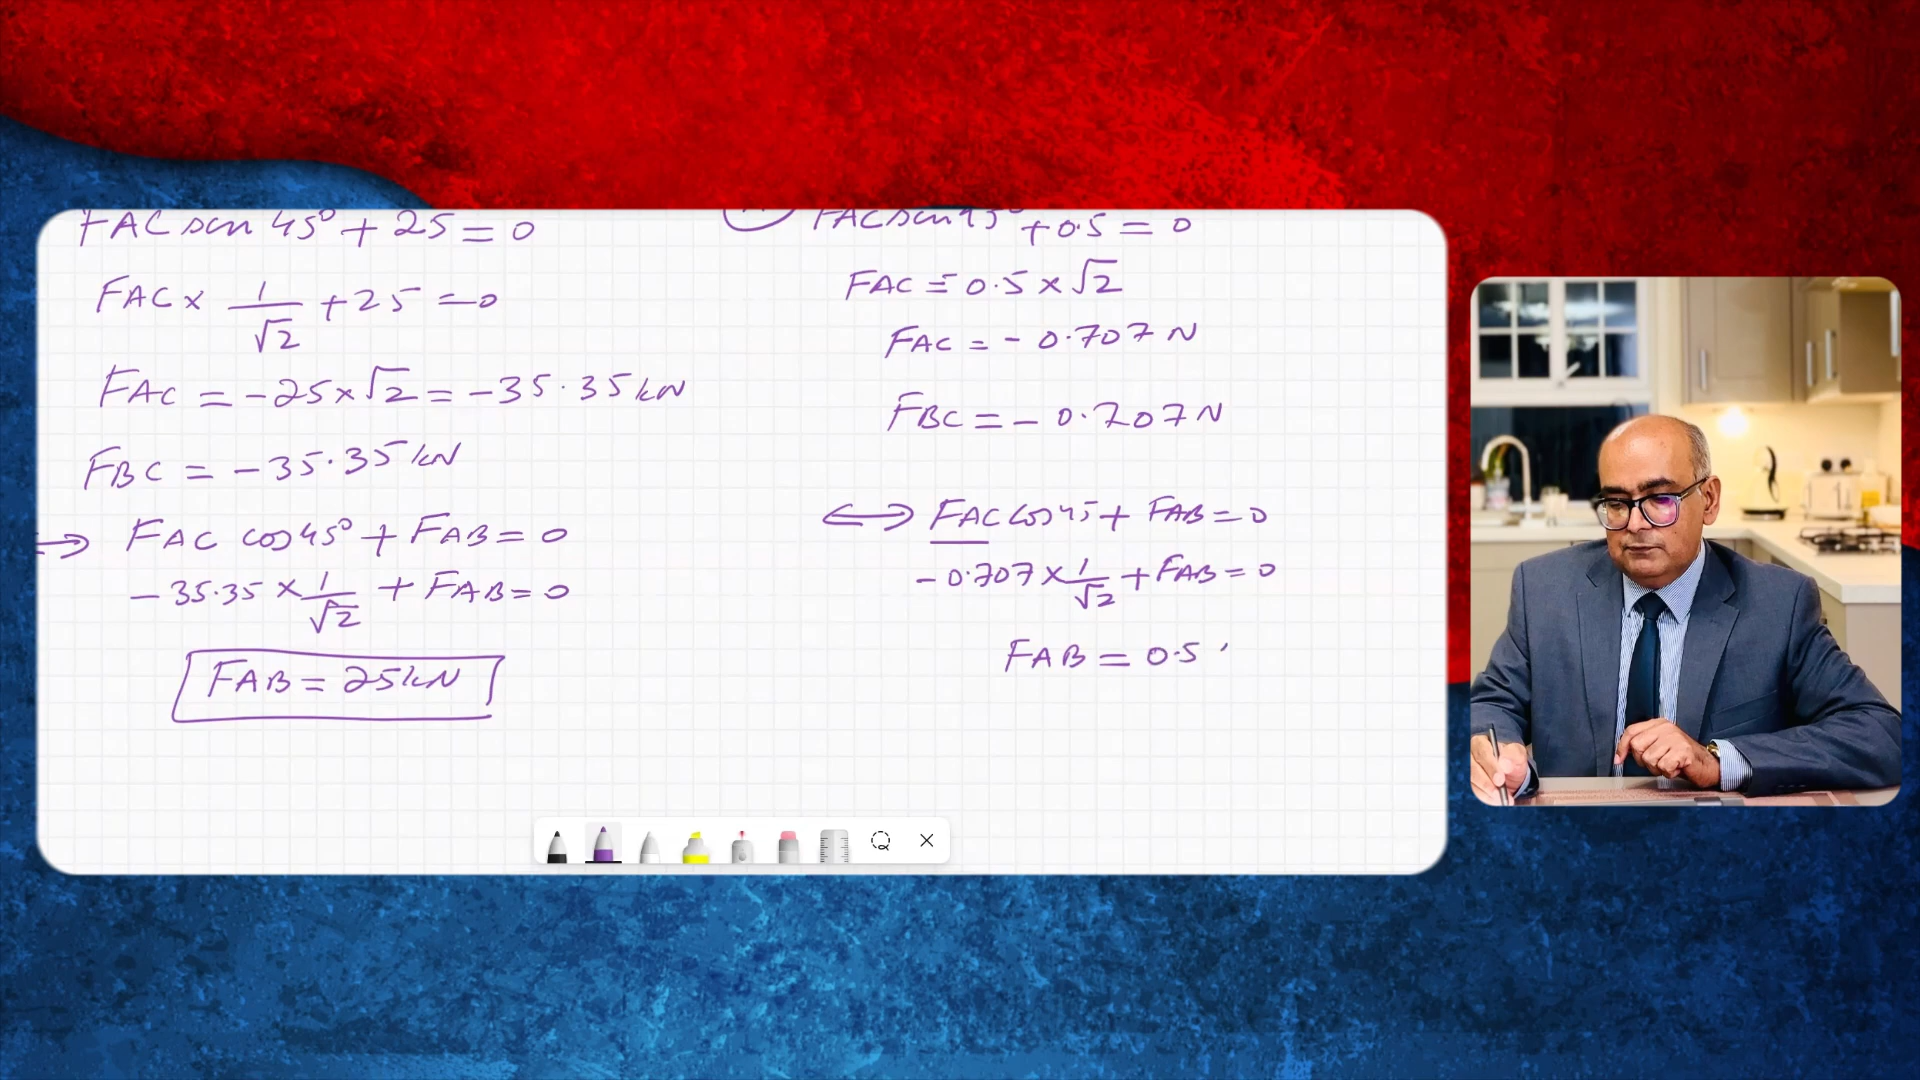 FAC sin 45° + 25 = 0
FAC × 1/√2 + 25 = 0
FAC = -25×√2 = -35.35 kN
FBC = -35.35 kN
⇒ FAC cos 45° + FAB = 0
-35.35 × 1/√2 + FAB = 0
FAB = 25 kN
FAC sin 45° + 0.5 = 0
FAC = 0.5 × √2
FAC = - 0.707 N
FBC = - 0.707 N
⇔ FAC cos 45 + FAB = 0
-0.707 × 1/√2 + FAB = 0
FAB = 0.5